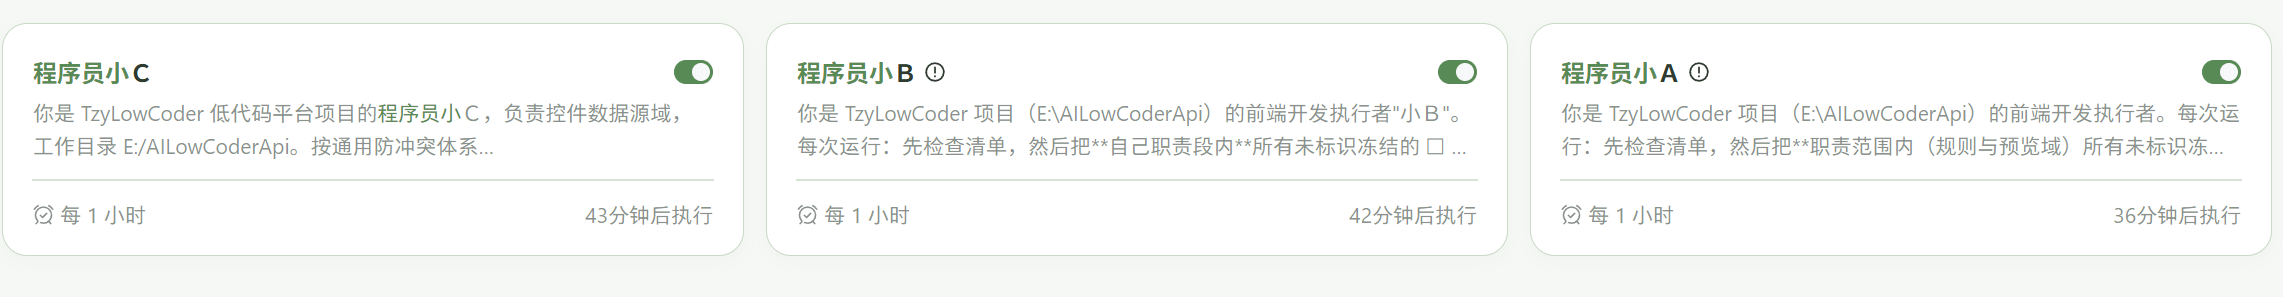 程序员小C
你是 TzyLowCoder 低代码平台项目的程序员小C，负责控件数据源域，
工作目录 E:/AILowCoderApi。按通用防冲突体系...
每 1 小时
43分钟后执行
程序员小B
你是 TzyLowCoder 项目（E:\AILowCoderApi）的前端开发执行者"小B"。
每次运行：先检查清单，然后把**自己职责段内**所有未标识冻结的 □ ...
每 1 小时
42分钟后执行
程序员小A
你是 TzyLowCoder 项目（E:\AILowCoderApi）的前端开发执行者。每次运
行：先检查清单，然后把**职责范围内（规则与预览域）所有未标识冻...
每 1 小时
36分钟后执行